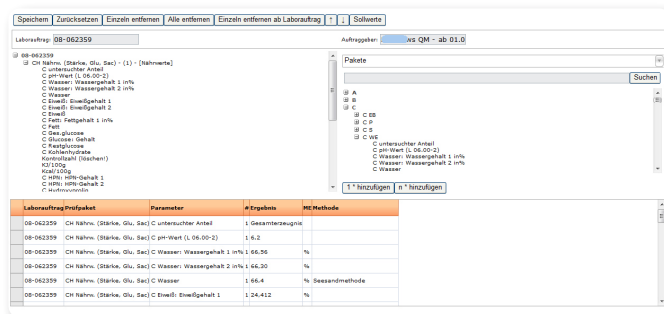 Speichern Zurücksetzen Einzeln entfernen Alle entfernen Einzeln entfernen ab Laborauftrag ↑ ↓ Sollwerte
Laborauftrag: 08-062359
Auftraggeber: ws QM - ab 01.0
08-062359
CH Nährw. (Stärke, Glu, Sac) - (1) - [Nährwerte]
C untersuchter Anteil
C pH-Wert (L 06.00-2)
C Wasser: Wassergehalt 1 in%
C Wasser: Wassergehalt 2 in%
C Wasser
C Eiweiß: Eiweißgehalt 1
C Eiweiß: Eiweißgehalt 2
C Eiweiß
C Fett: Fettgehalt 1 in%
C Fett
C Ges.glucose
C Glucose: Gehalt
C Restglucose
C Kohlenhydrate
Kontrollzahl (löschen!)
KJ/100g
Kcal/100g
C HPN: HPN-Gehalt 1
C HPN: HPN-Gehalt 2
C Hydroxyprolin
Pakete
Suchen
A
B
C
C EB
C P
C S
C WE
C untersuchter Anteil
C pH-Wert (L 06.00-2)
C Wasser: Wassergehalt 1 in%
C Wasser: Wassergehalt 2 in%
C Wasser
1 * hinzufügen n * hinzufügen
Laborauftrag Prüfpaket Parameter # Ergebnis ME Methode
08-062359 CH Nährw. (Stärke, Glu, Sac) C untersuchter Anteil 1 Gesamterzeugnis
08-062359 CH Nährw. (Stärke, Glu, Sac) C pH-Wert (L 06.00-2) 1 6,2
08-062359 CH Nährw. (Stärke, Glu, Sac) C Wasser: Wassergehalt 1 in% 1 66,56 %
08-062359 CH Nährw. (Stärke, Glu, Sac) C Wasser: Wassergehalt 2 in% 1 66,30 %
08-062359 CH Nährw. (Stärke, Glu, Sac) C Wasser 1 66,4 % Seesandmethode
08-062359 CH Nährw. (Stärke, Glu, Sac) C Eiweiß: Eiweißgehalt 1 1 24,412 %